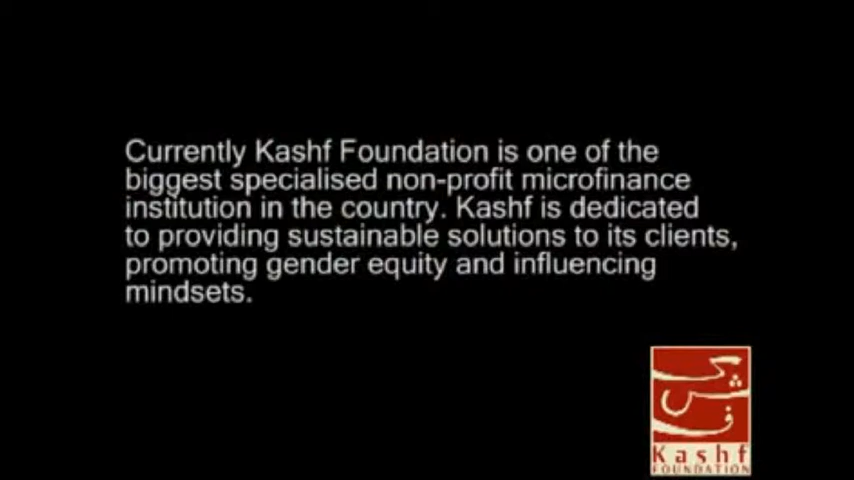 Currently Kashf Foundation is one of the
biggest specialised non-profit microfinance
institution in the country. Kashf is dedicated
to providing sustainable solutions to its clients,
promoting gender equity and influencing
mindsets.
کشف
Kashf
FOUNDATION